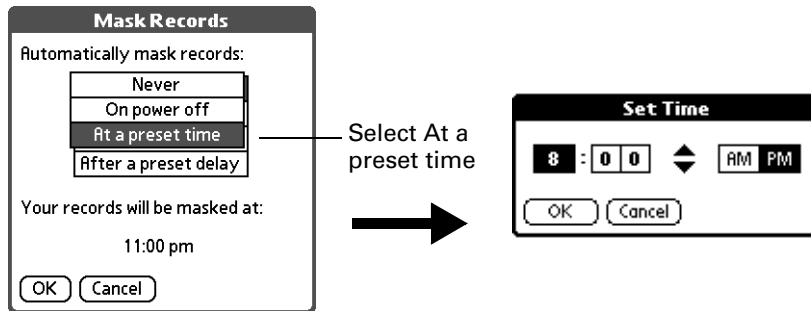 Mask Records
Automatically mask records:
Never
On power off
At a preset time
After a preset delay
Your records will be masked at:
11:00 pm
OK Cancel
Select At a
preset time
Set Time
8 : 0 0 AM PM
OK Cancel